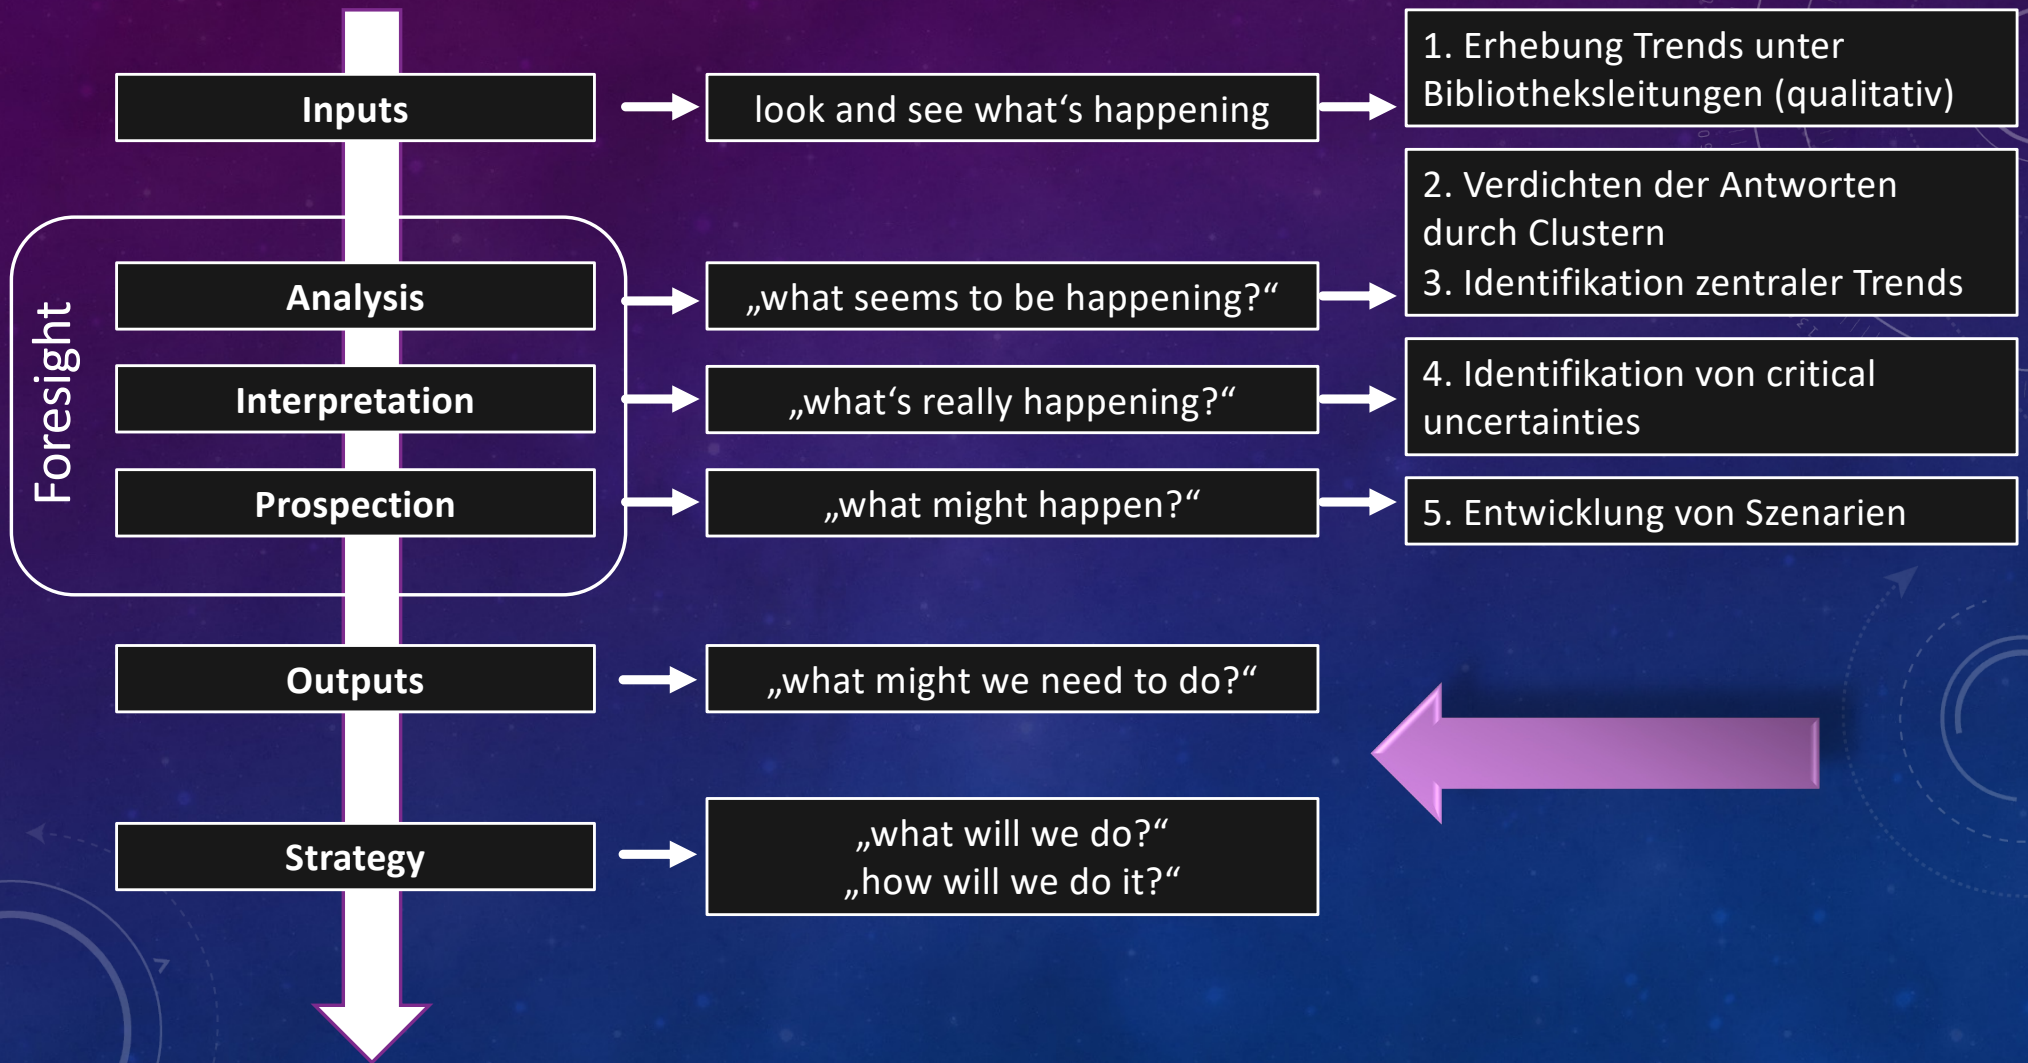 Inputs
look and see what‘s happening
1. Erhebung Trends unter
Bibliotheksleitungen (qualitativ)
Foresight
Analysis
„what seems to be happening?“
2. Verdichten der Antworten
durch Clustern
3. Identifikation zentraler Trends
Interpretation
„what‘s really happening?“
4. Identifikation von critical
uncertainties
Prospection
„what might happen?“
5. Entwicklung von Szenarien
Outputs
„what might we need to do?“
Strategy
„what will we do?“
„how will we do it?“